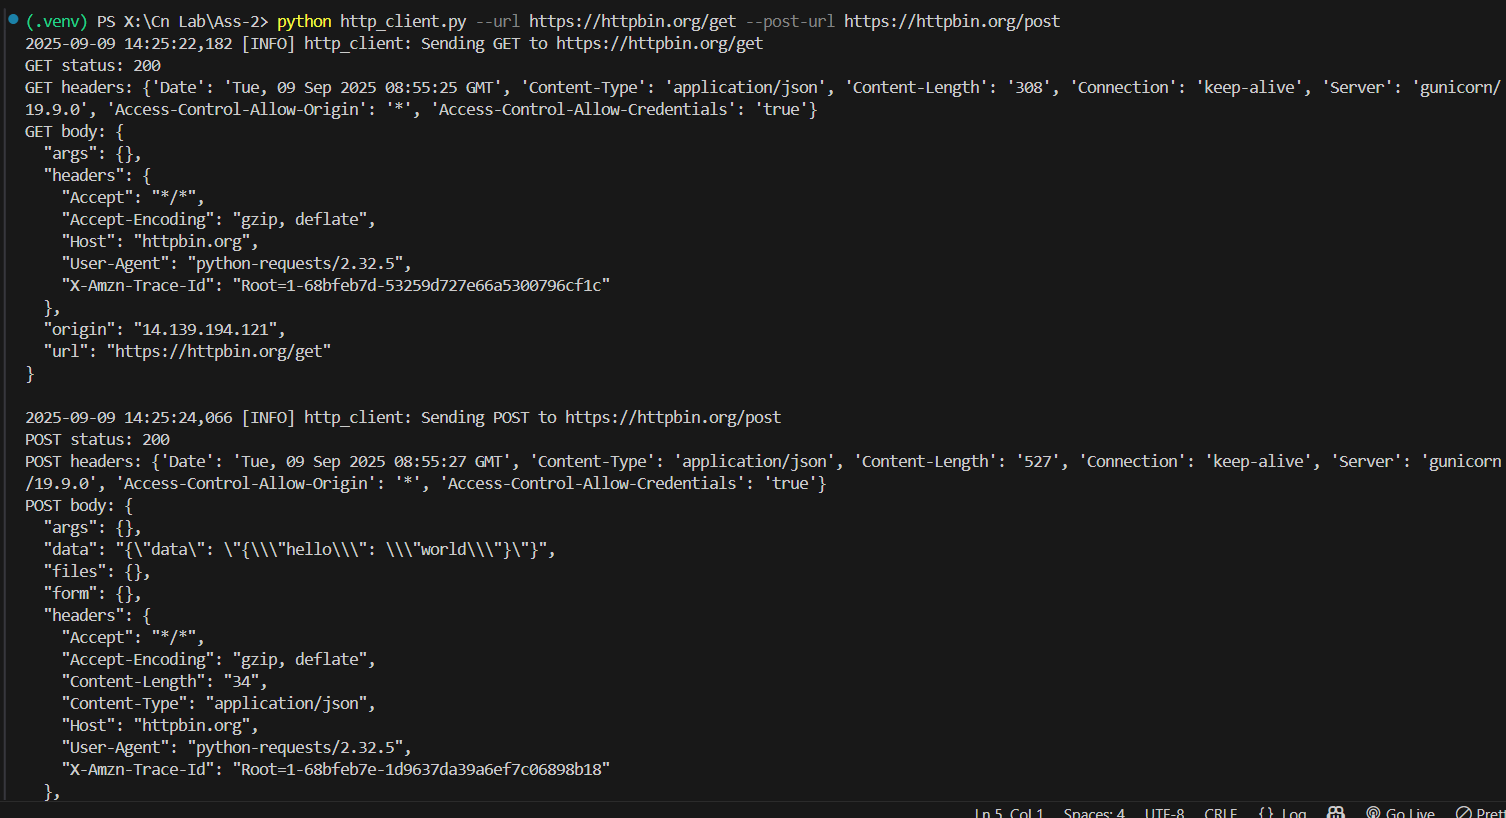 (.venv) PS X:\Cn Lab\Ass-2> python http_client.py --url https://httpbin.org/get --post-url https://httpbin.org/post
2025-09-09 14:25:22,182 [INFO] http_client: Sending GET to https://httpbin.org/get
GET status: 200
GET headers: {'Date': 'Tue, 09 Sep 2025 08:55:25 GMT', 'Content-Type': 'application/json', 'Content-Length': '308', 'Connection': 'keep-alive', 'Server': 'gunicorn/
19.9.0', 'Access-Control-Allow-Origin': '*', 'Access-Control-Allow-Credentials': 'true'}
GET body: {
  "args": {},
  "headers": {
    "Accept": "*/*",
    "Accept-Encoding": "gzip, deflate",
    "Host": "httpbin.org",
    "User-Agent": "python-requests/2.32.5",
    "X-Amzn-Trace-Id": "Root=1-68bfeb7d-53259d727e66a5300796cf1c"
  },
  "origin": "14.139.194.121",
  "url": "https://httpbin.org/get"
}
2025-09-09 14:25:24,066 [INFO] http_client: Sending POST to https://httpbin.org/post
POST status: 200
POST headers: {'Date': 'Tue, 09 Sep 2025 08:55:27 GMT', 'Content-Type': 'application/json', 'Content-Length': '527', 'Connection': 'keep-alive', 'Server': 'gunicorn
/19.9.0', 'Access-Control-Allow-Origin': '*', 'Access-Control-Allow-Credentials': 'true'}
POST body: {
  "args": {},
  "data": "{\"data\": \"{\\\"hello\\\": \\\"world\\\"}\"}",
  "files": {},
  "form": {},
  "headers": {
    "Accept": "*/*",
    "Accept-Encoding": "gzip, deflate",
    "Content-Length": "34",
    "Content-Type": "application/json",
    "Host": "httpbin.org",
    "User-Agent": "python-requests/2.32.5",
    "X-Amzn-Trace-Id": "Root=1-68bfeb7e-1d9637da39a6ef7c06898b18"
  },
Ln 5, Col 1 Spaces: 4 UTF-8 CRLF {} Log Go Live Prett